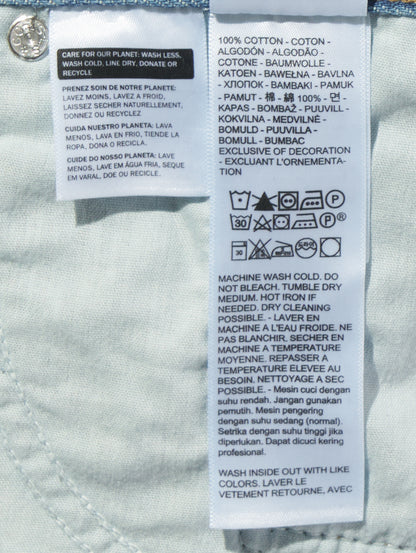 CARE FOR OUR PLANET: WASH LESS,
WASH COLD, LINE DRY, DONATE OR
RECYCLE
PRENEZ SOIN DE NOTRE PLANETE:
LAVEZ MOINS, LAVEZ A FROID,
LAISSEZ SECHER NATURELLEMENT,
DONNEZ OU RECYCLEZ
CUIDA NUESTRO PLANETA: LAVA
MENOS, LAVA EN FRIO, TIENDE LA
ROPA, DONA O RECICLA.
CUIDE DO NOSSO PLANETA: LAVE
MENOS, LAVE EM ÁGUA FRIA, SEQUE
EM VARAL, DOE OU RECICLE.
100% COTTON - COTON -
ALGODÓN - ALGODÃO -
COTONE - BAUMWOLLE -
KATOEN - BAWEŁNA - BAVLNA
- ХЛОПОК - BAMBAKI - PAMUK
- PAMUT - 棉 - 綿 100% - 면 -
KAPAS - BOMBAŽ - PUUVILL -
KOKVILNA - MEDVILNĖ -
BOMULD - PUUVILLA -
BOMULL - BUMBAC
EXCLUSIVE OF DECORATION
- EXCLUANT L'ORNEMENTA-
TION
30 P
30 P ®
30
MACHINE WASH COLD. DO
NOT BLEACH. TUMBLE DRY
MEDIUM. HOT IRON IF
NEEDED. DRY CLEANING
POSSIBLE. - LAVER EN
MACHINE A L'EAU FROIDE. NE
PAS BLANCHIR. SECHER EN
MACHINE A TEMPERATURE
MOYENNE. REPASSER A
TEMPERATURE ELEVEE AU
BESOIN. NETTOYAGE A SEC
POSSIBLE. - Mesin cuci dengan
suhu rendah. Jangan gunakan
pemutih. Mesin pengering
dengan suhu sedang (normal).
Setrika dengan suhu tinggi jika
diperlukan. Dapat dicuci kering
profesional.
WASH INSIDE OUT WITH LIKE
COLORS. LAVER LE
VETEMENT RETOURNE, AVEC